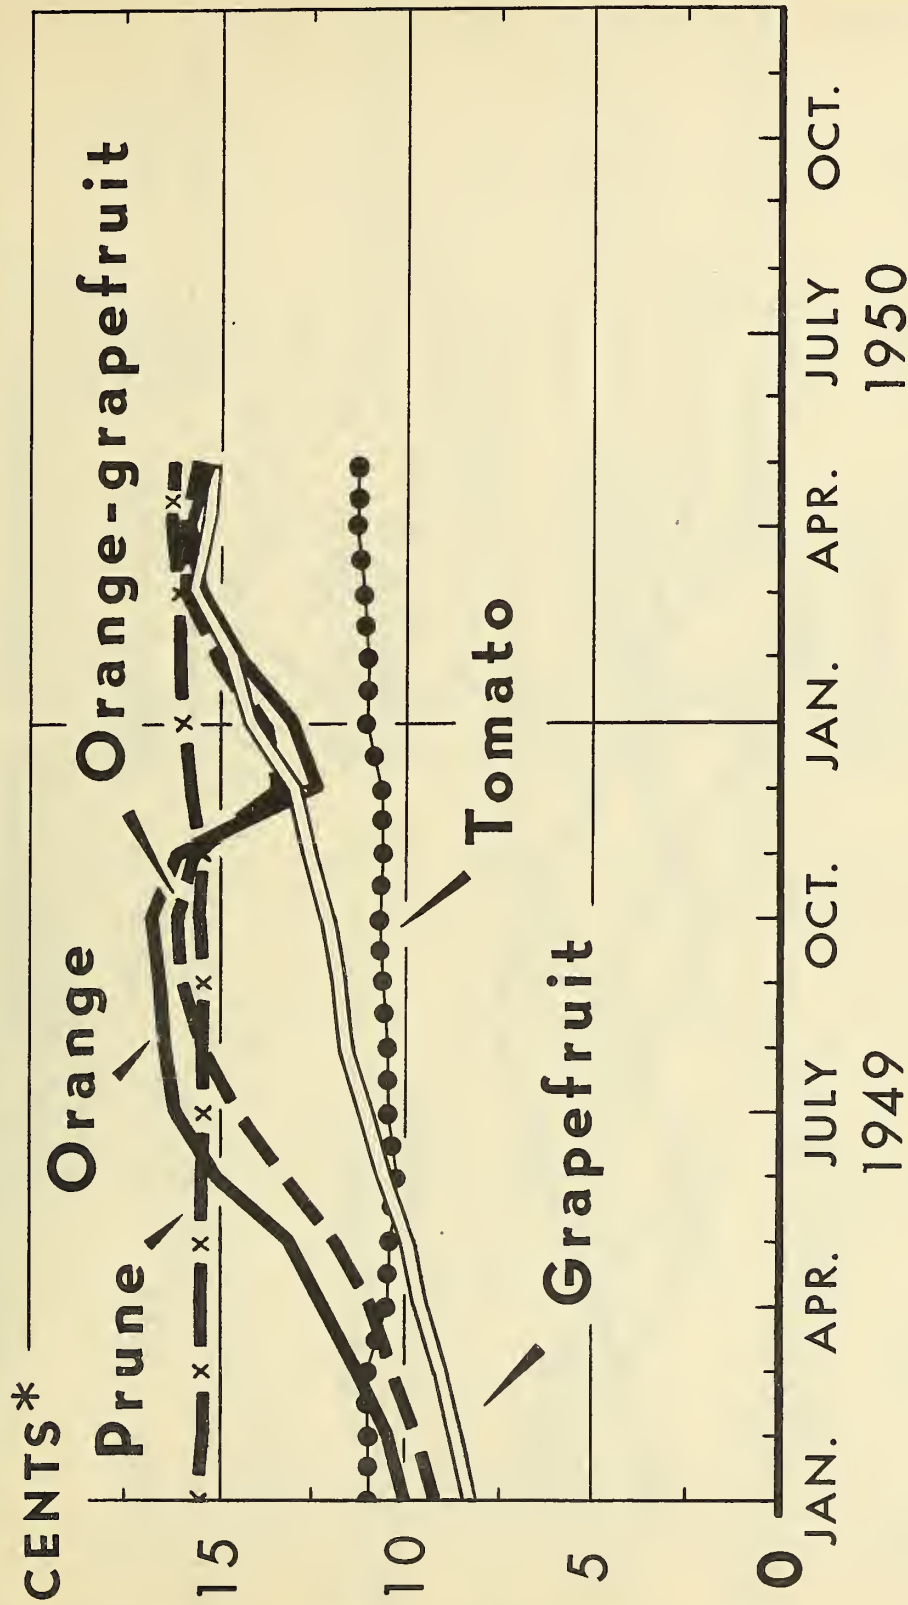 CENTS*
Orange
Orange-grapefruit
Prune
Tomato
Grapefruit
15
10
5
0
JAN. APR. JULY OCT. JAN. APR. JULY OCT.
1949 1950